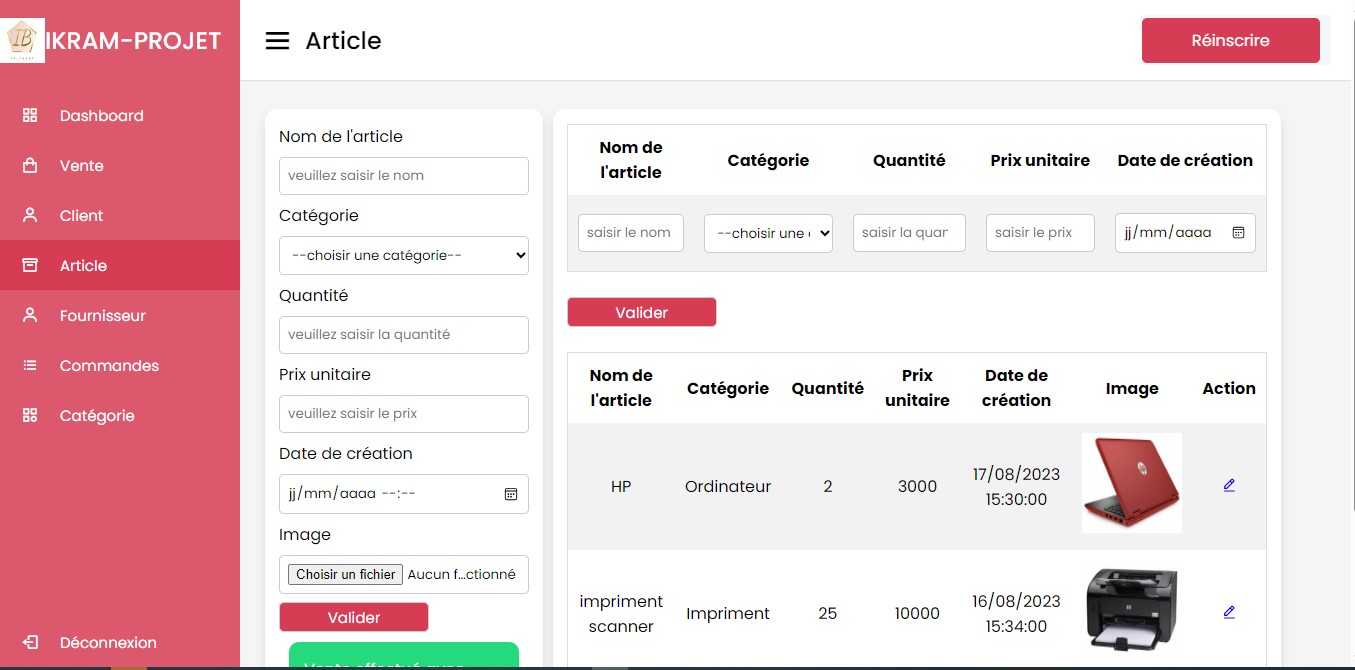 IB
IKRAM-PROJET
Dashboard
Vente
Client
Article
Fournisseur
Commandes
Catégorie
Déconnexion
Article
Réinscrire
Nom de l'article
veuillez saisir le nom
Catégorie
--choisir une catégorie--
Quantité
veuillez saisir la quantité
Prix unitaire
veuillez saisir le prix
Date de création
jj/mm/aaaa --:--
Image
Choisir un fichier Aucun f...ctionné
Valider
Vente effectué avec
Nom de
l'article
Catégorie
Quantité
Prix unitaire
Date de création
saisir le nom
--choisir une
saisir la quar
saisir le prix
jj/mm/aaaa
Valider
Nom de
l'article
Catégorie
Quantité
Prix
unitaire
Date de
création
Image
Action
HP
Ordinateur
2
3000
17/08/2023
15:30:00
impriment
scanner
Impriment
25
10000
16/08/2023
15:34:00